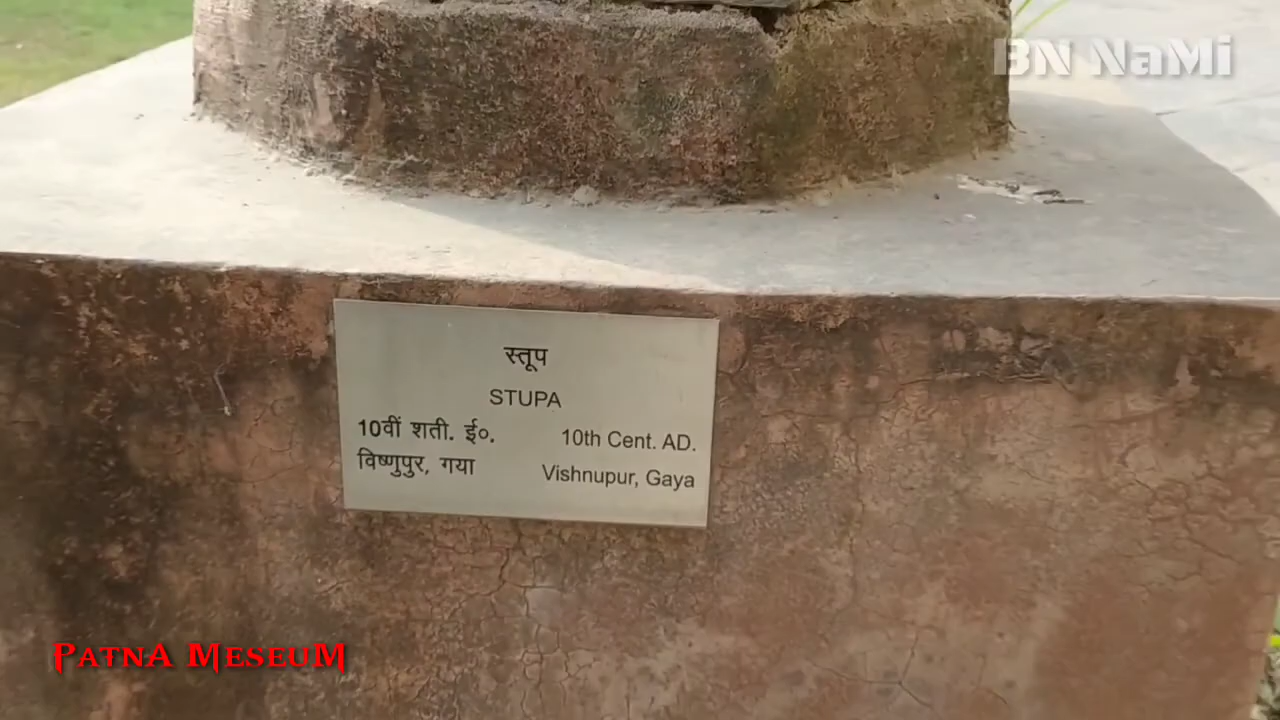 BN NaMi
स्तूप
STUPA
10वीं शती. ई०. 10th Cent. AD.
विष्णुपुर, गया Vishnupur, Gaya
PATNA MESEUM